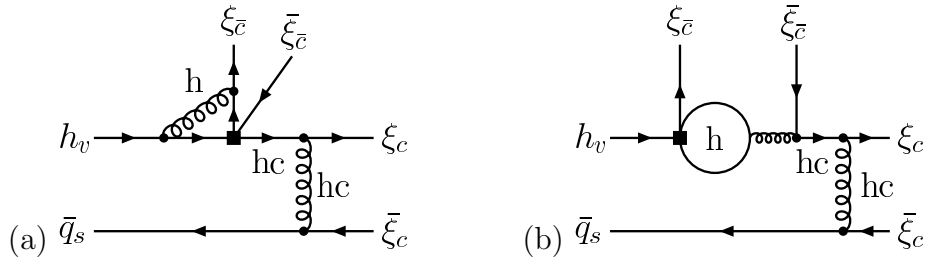 ξ_c̄ ξ̄_c̄
h
h_v ξ_c
hc hc
(a) q̄_s ξ̄_c
ξ_c̄ ξ̄_c̄
h_v h ξ_c
hc hc
(b) q̄_s ξ̄_c